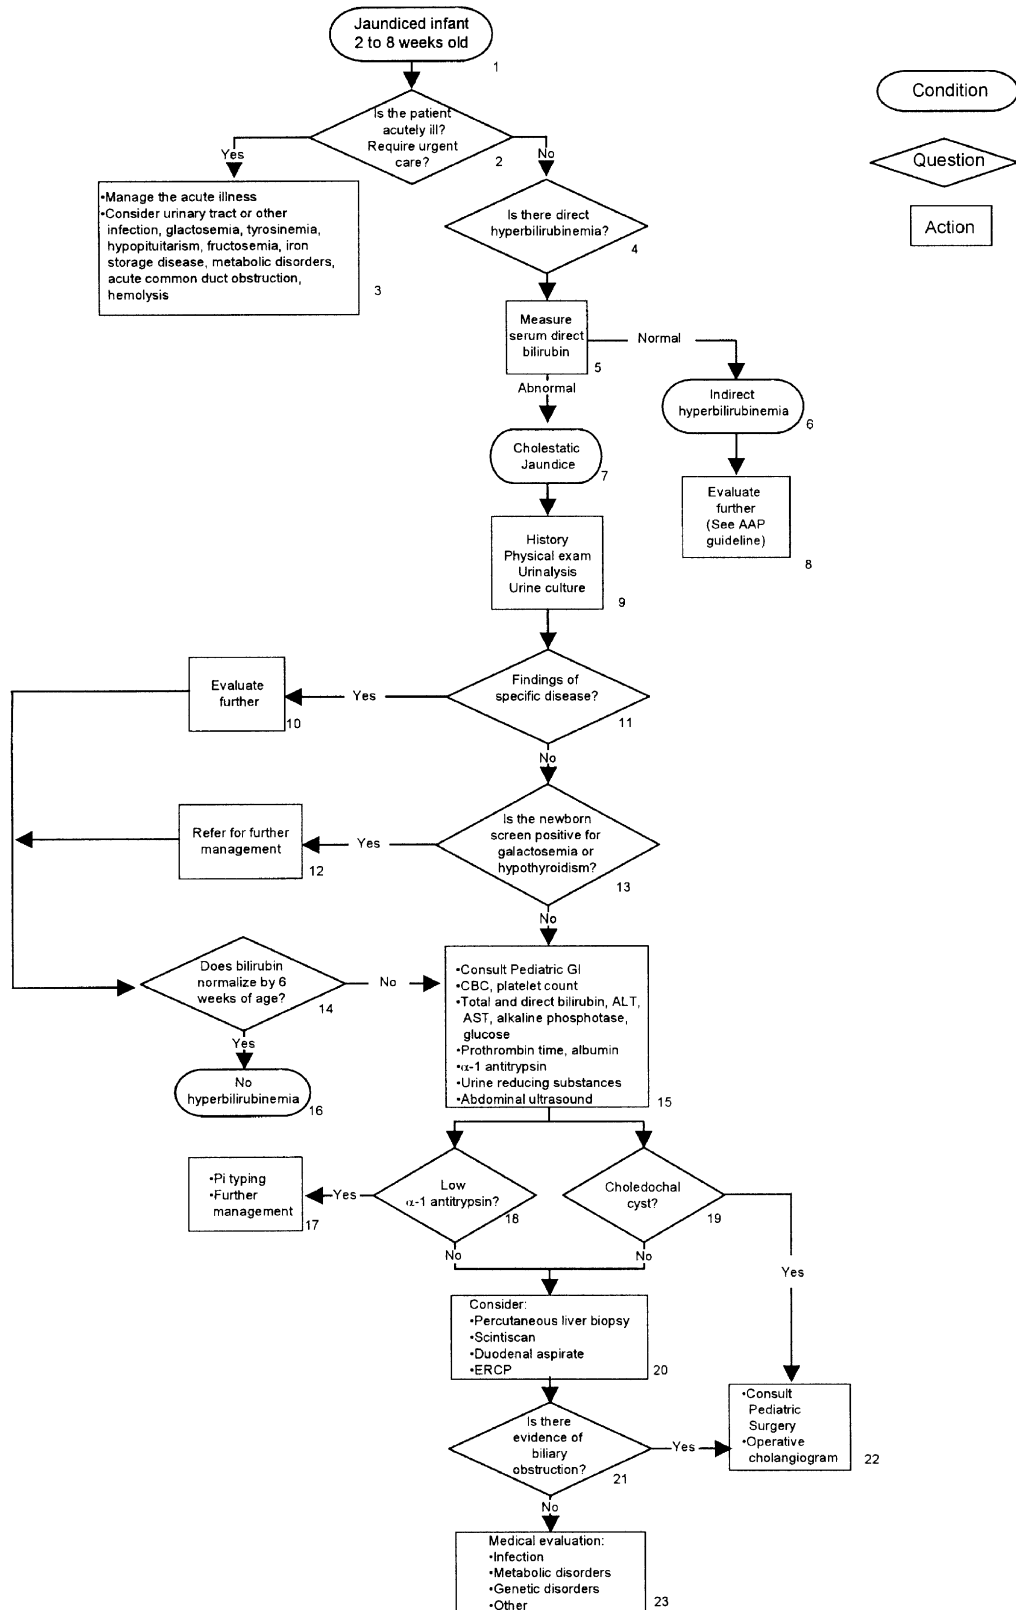 Jaundiced infant
2 to 8 weeks old
1
Condition
Is the patient
acutely ill?
Require urgent
care?
2
Yes
No
Question
•Manage the acute illness
•Consider urinary tract or other
infection, glactosemia, tyrosinemia,
hypopituitarism, fructosemia, iron
storage disease, metabolic disorders,
acute common duct obstruction,
hemolysis
3
Is there direct
hyperbilirubinemia?
4
Action
Measure
serum direct
bilirubin
5
Normal
Abnormal
Indirect
hyperbilirubinemia
6
Cholestatic
Jaundice
7
Evaluate
further
(See AAP
guideline)
8
History
Physical exam
Urinalysis
Urine culture
9
Evaluate
further
10
Yes
Findings of
specific disease?
11
No
Refer for further
management
12
Yes
Is the newborn
screen positive for
galactosemia or
hypothyroidism?
13
No
Does bilirubin
normalize by 6
weeks of age?
14
No
Yes
No
hyperbilirubinemia
16
•Consult Pediatric GI
•CBC, platelet count
•Total and direct bilirubin, ALT,
AST, alkaline phosphotase,
glucose
•Prothrombin time, albumin
•α-1 antitrypsin
•Urine reducing substances
•Abdominal ultrasound
15
•Pi typing
•Further
management
17
Yes
Low
α-1 antitrypsin?
18
No
Choledochal
cyst?
19
No
Yes
Consider:
•Percutaneous liver biopsy
•Scintiscan
•Duodenal aspirate
•ERCP
20
Is there
evidence of
biliary
obstruction?
21
Yes
No
•Consult
Pediatric
Surgery
•Operative
cholangiogram
22
Medical evaluation:
•Infection
•Metabolic disorders
•Genetic disorders
•Other
23